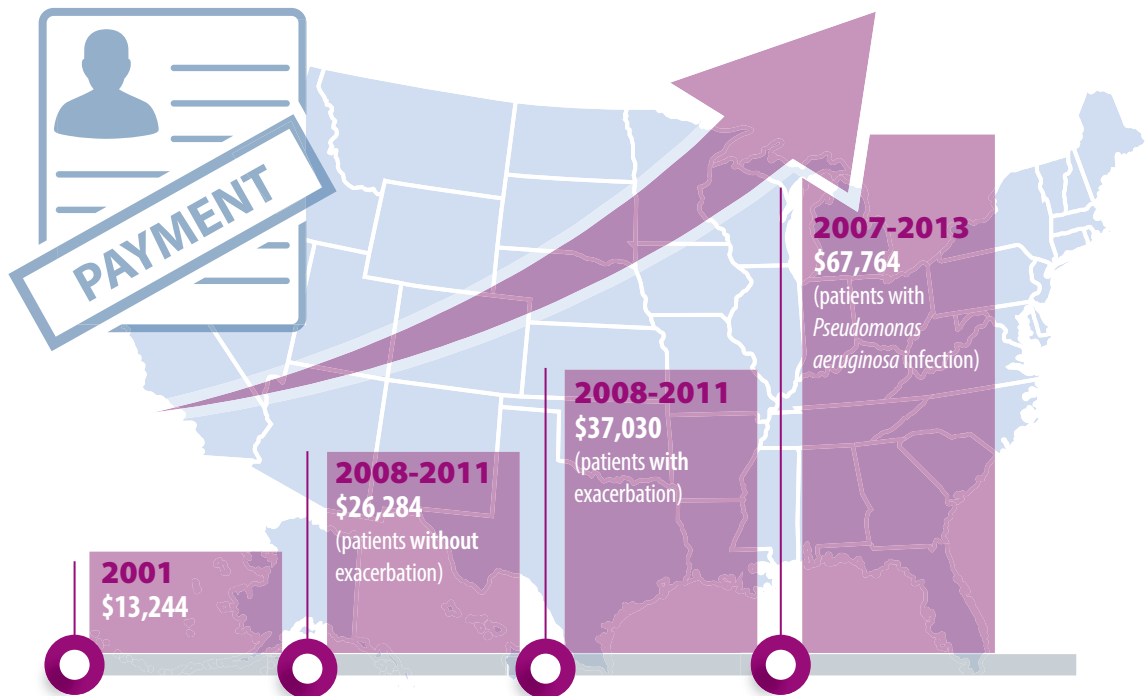 PAYMENT
2001
$13,244
2008-2011
$26,284
(patients without
exacerbation)
2008-2011
$37,030
(patients with
exacerbation)
2007-2013
$67,764
(patients with
Pseudomonas
aeruginosa infection)